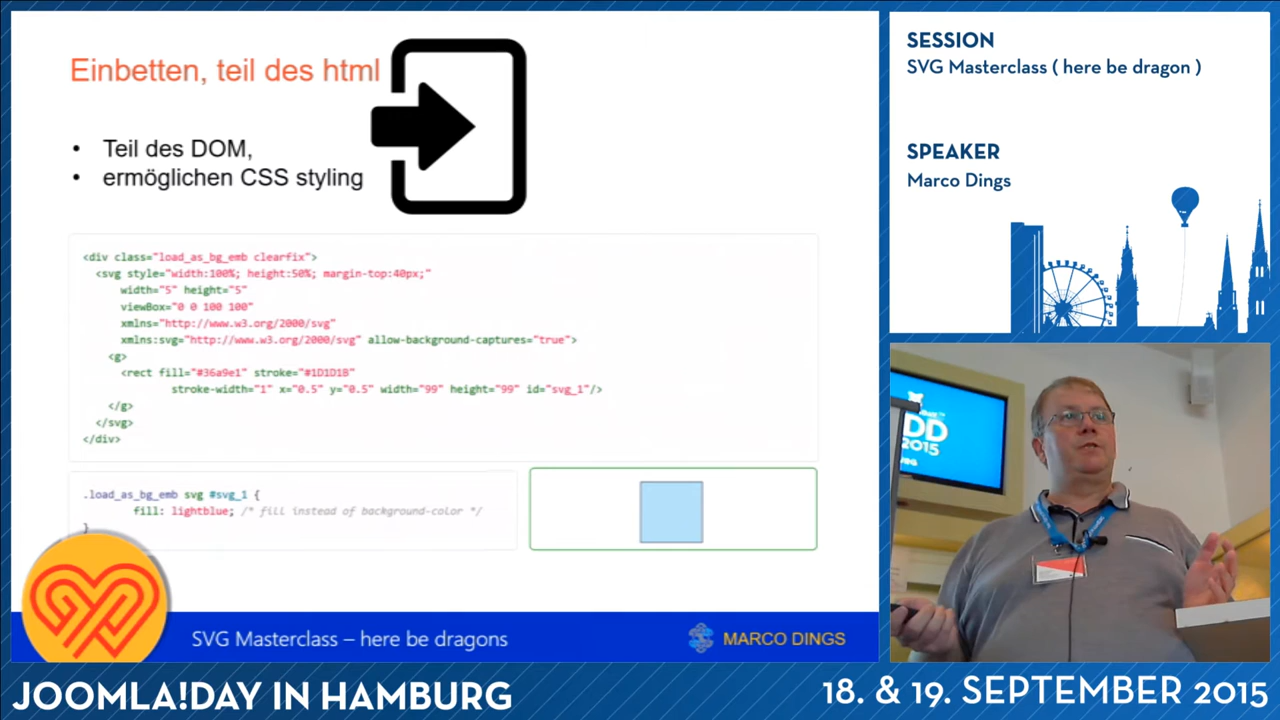 Einbetten, teil des html
• Teil des DOM,
• ermöglichen CSS styling
<div class="load_as_bg_emb clearfix">
<svg style="width:100%; height:50%; margin-top:40px;"
width="5" height="5"
viewBox="0 0 100 100"
xmlns="http://www.w3.org/2000/svg"
xmlns:svg="http://www.w3.org/2000/svg" allow-background-captures="true">
<g>
<rect fill="#36a9e1" stroke="#1D1D1B"
stroke-width="1" x="0.5" y="0.5" width="99" height="99" id="svg_1"/>
</g>
</svg>
</div>
.load_as_bg_emb svg #svg_1 {
fill: lightblue; /* fill instead of background-color */
}
SVG Masterclass – here be dragons
MARCO DINGS
SESSION
SVG Masterclass ( here be dragon )
SPEAKER
Marco Dings
2015
JOOMLA!DAY IN HAMBURG
18. & 19. SEPTEMBER 2015